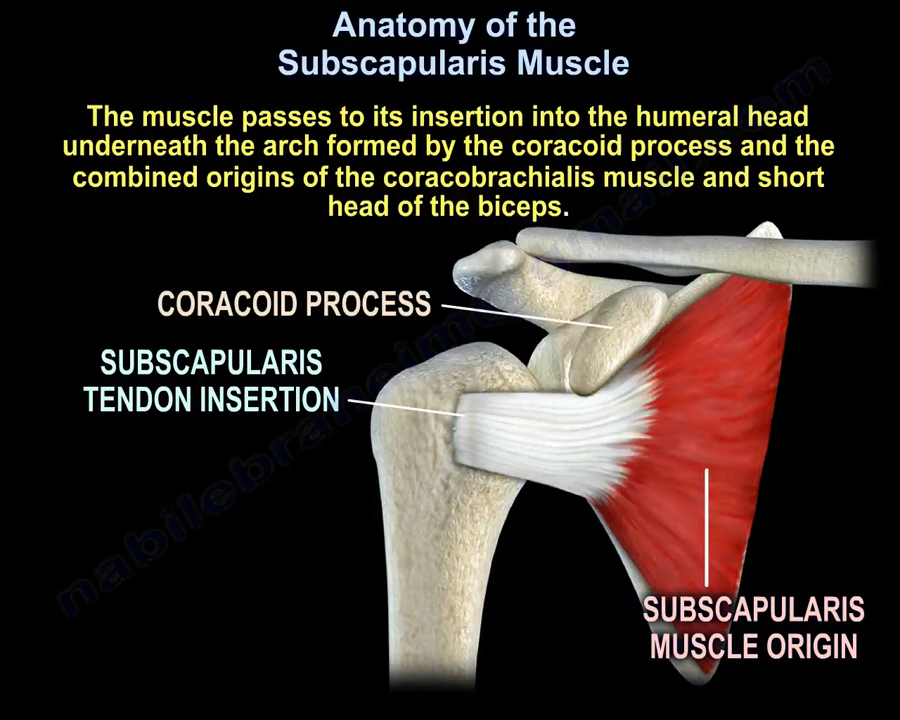 Anatomy of the
Subscapularis Muscle
The muscle passes to its insertion into the humeral head
underneath the arch formed by the coracoid process and the
combined origins of the coracobrachialis muscle and short
head of the biceps.
CORACOID PROCESS
SUBSCAPULARIS
TENDON INSERTION
SUBSCAPULARIS
MUSCLE ORIGIN